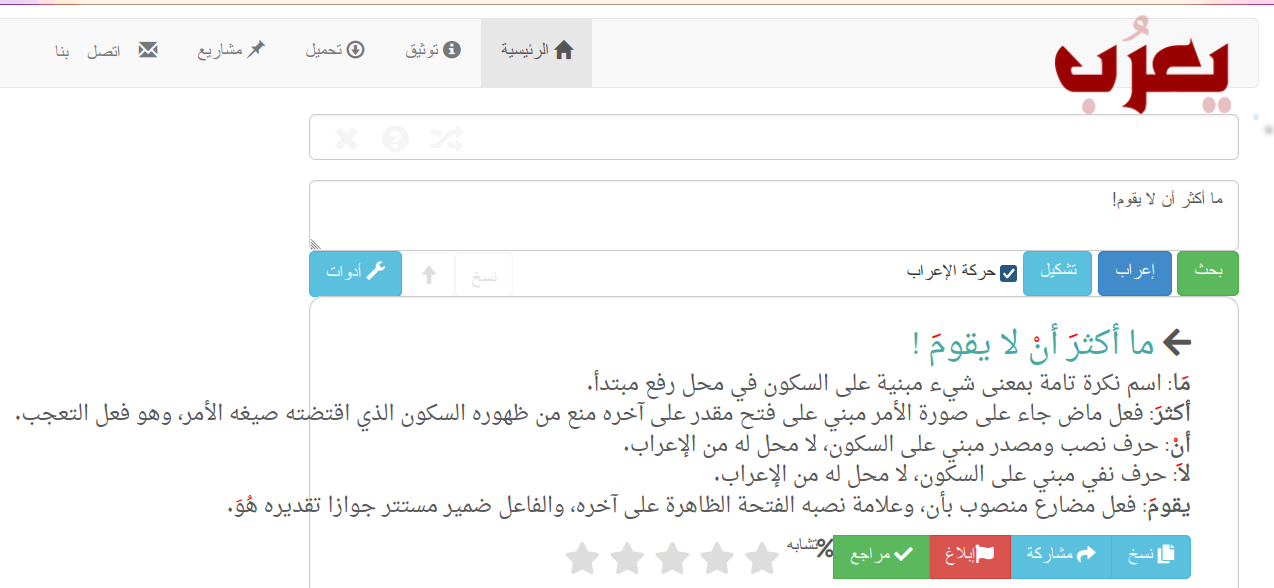 يعرُب
الرئيسية توثيق تحميل مشاريع اتصل بنا
ما أكثر أن لا يقوم!
بحث إعراب تشكيل حركة الإعراب نسخ أدوات
ما أكثرَ أنْ لا يقومَ !
مَا: اسم نكرة تامة بمعنى شيء مبنية على السكون في محل رفع مبتدأ.
أكثرَ: فعل ماض جاء على صورة الأمر مبني على فتح مقدر على آخره منع من ظهوره السكون الذي اقتضته صيغه الأمر، وهو فعل التعجب.
أنْ: حرف نصب ومصدر مبني على السكون، لا محل له من الإعراب.
لاَ: حرف نفي مبني على السكون، لا محل له من الإعراب.
يقومَ: فعل مضارع منصوب بأن، وعلامة نصبه الفتحة الظاهرة على آخره، والفاعل ضمير مستتر جوازا تقديره هُوَ.
نسخ مشاركة إبلاغ مراجع %تشابه